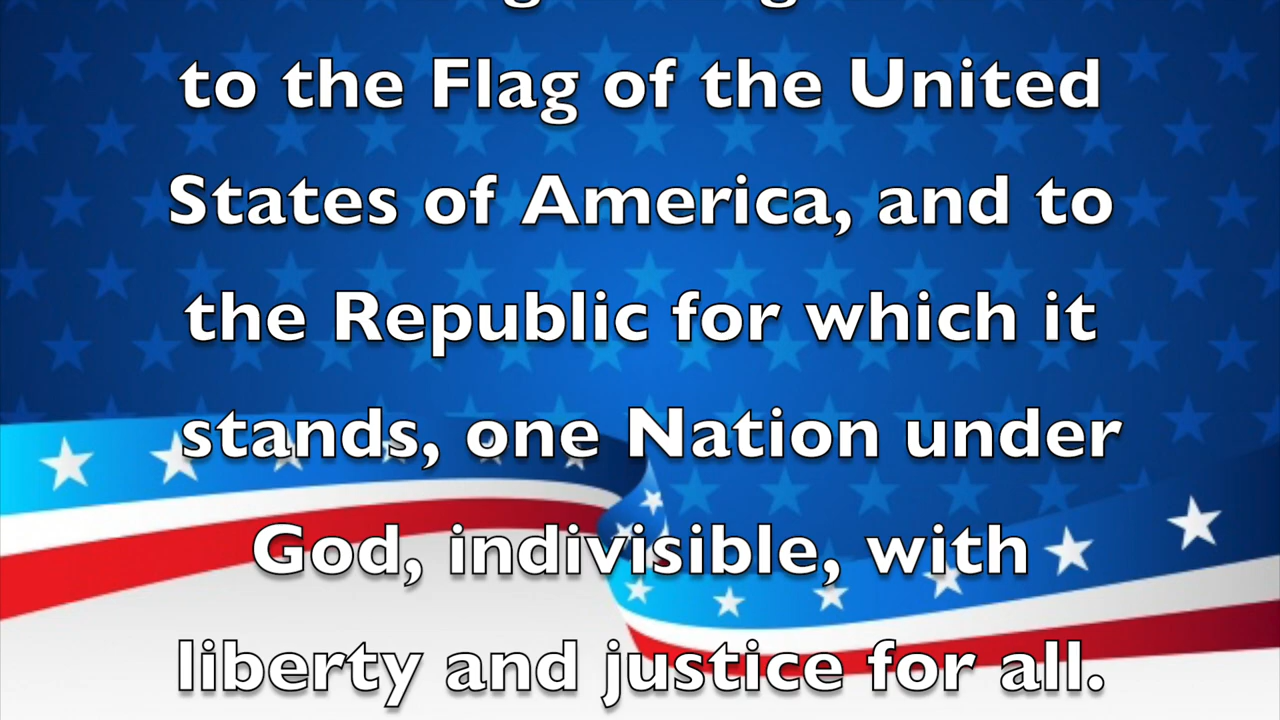 to the Flag of the United
States of America, and to
the Republic for which it
stands, one Nation under
God, indivisible, with
liberty and justice for all.